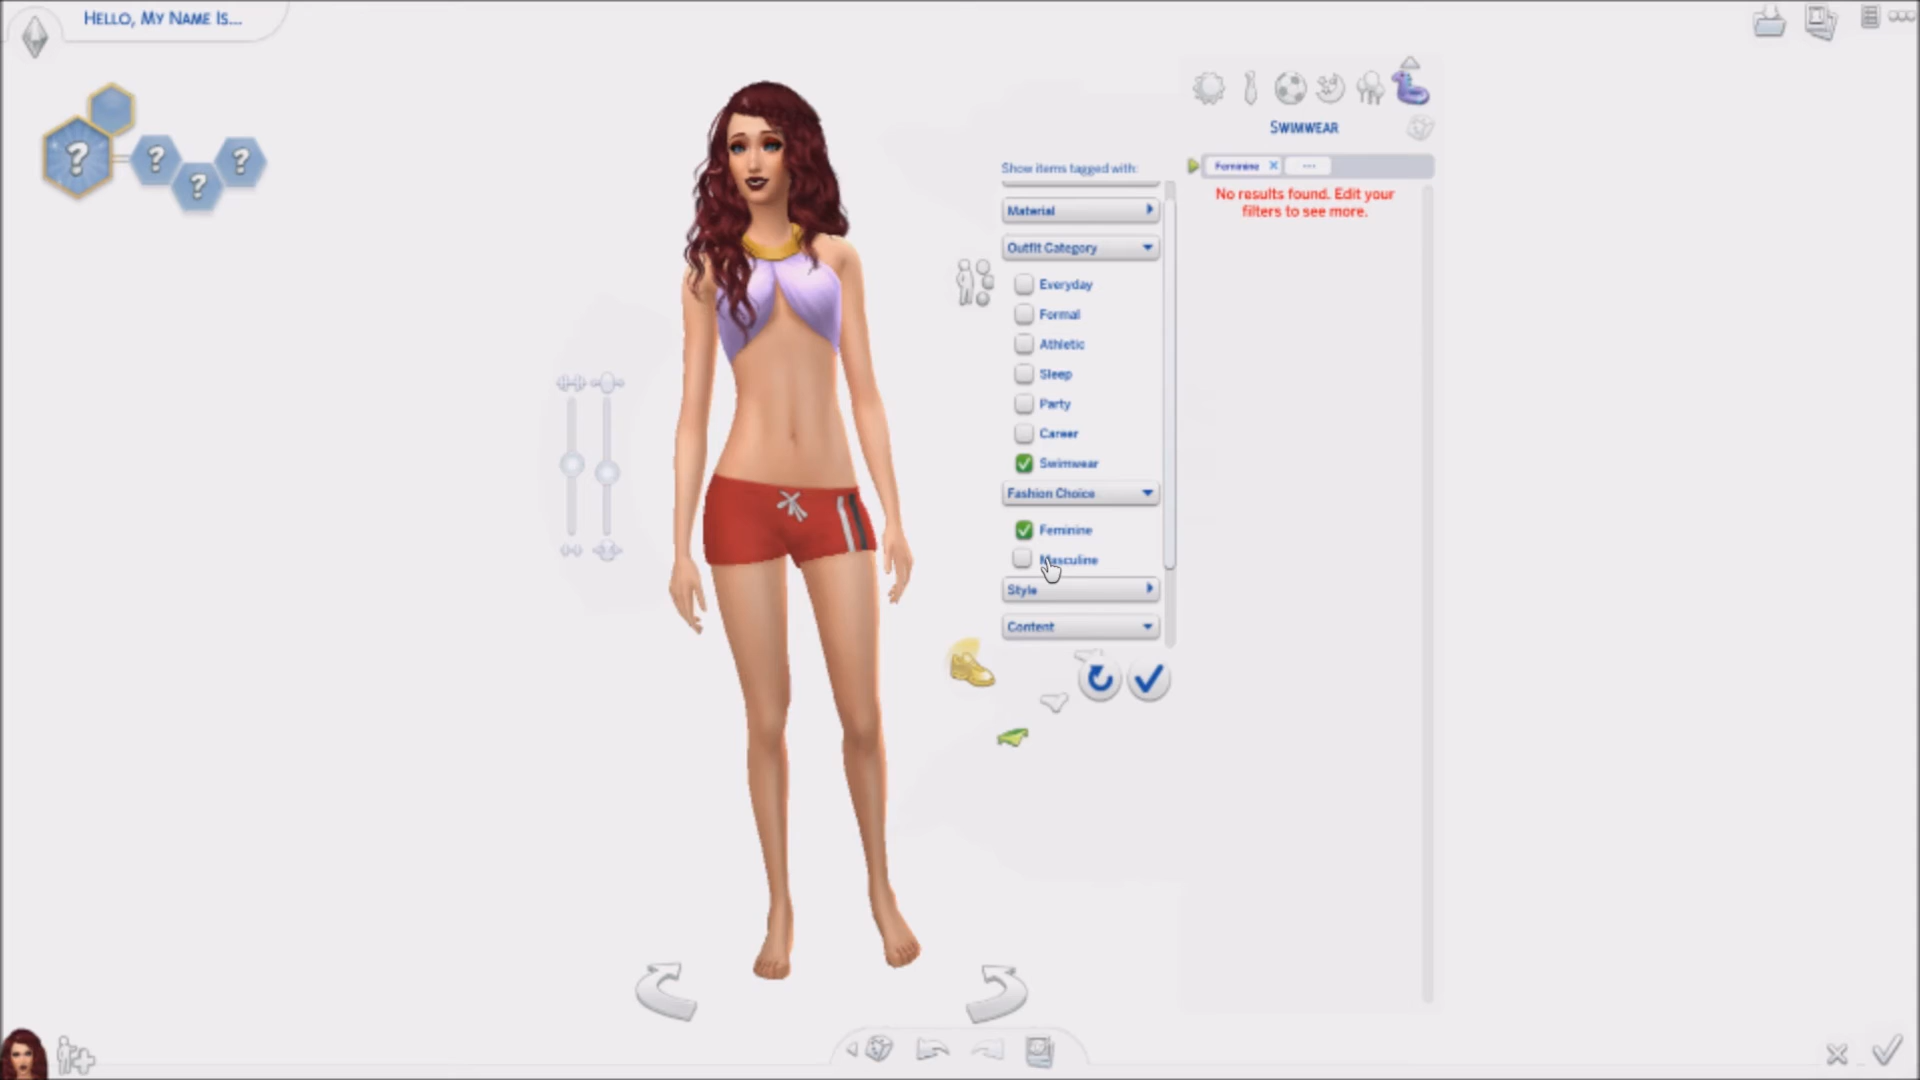 HELLO, MY NAME IS...
SWIMWEAR
Show items tagged with:
Feminine X ...
No results found. Edit your
filters to see more.
Material
Outfit Category
Everyday
Formal
Athletic
Sleep
Party
Career
Swimwear
Fashion Choice
Feminine
Masculine
Style
Content